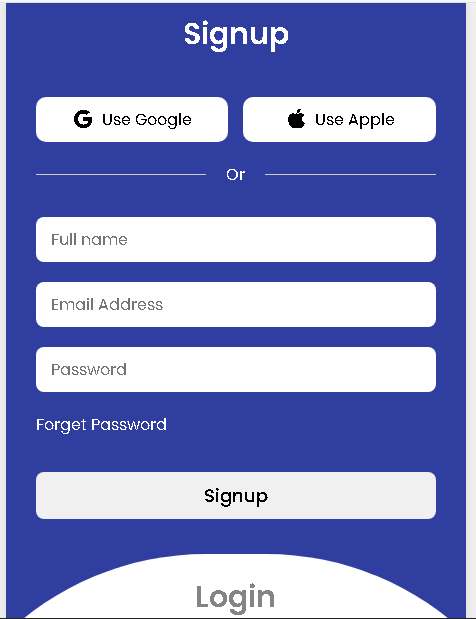 Signup
Use Google
Use Apple
Or
Full name
Email Address
Password
Forget Password
Signup
Login